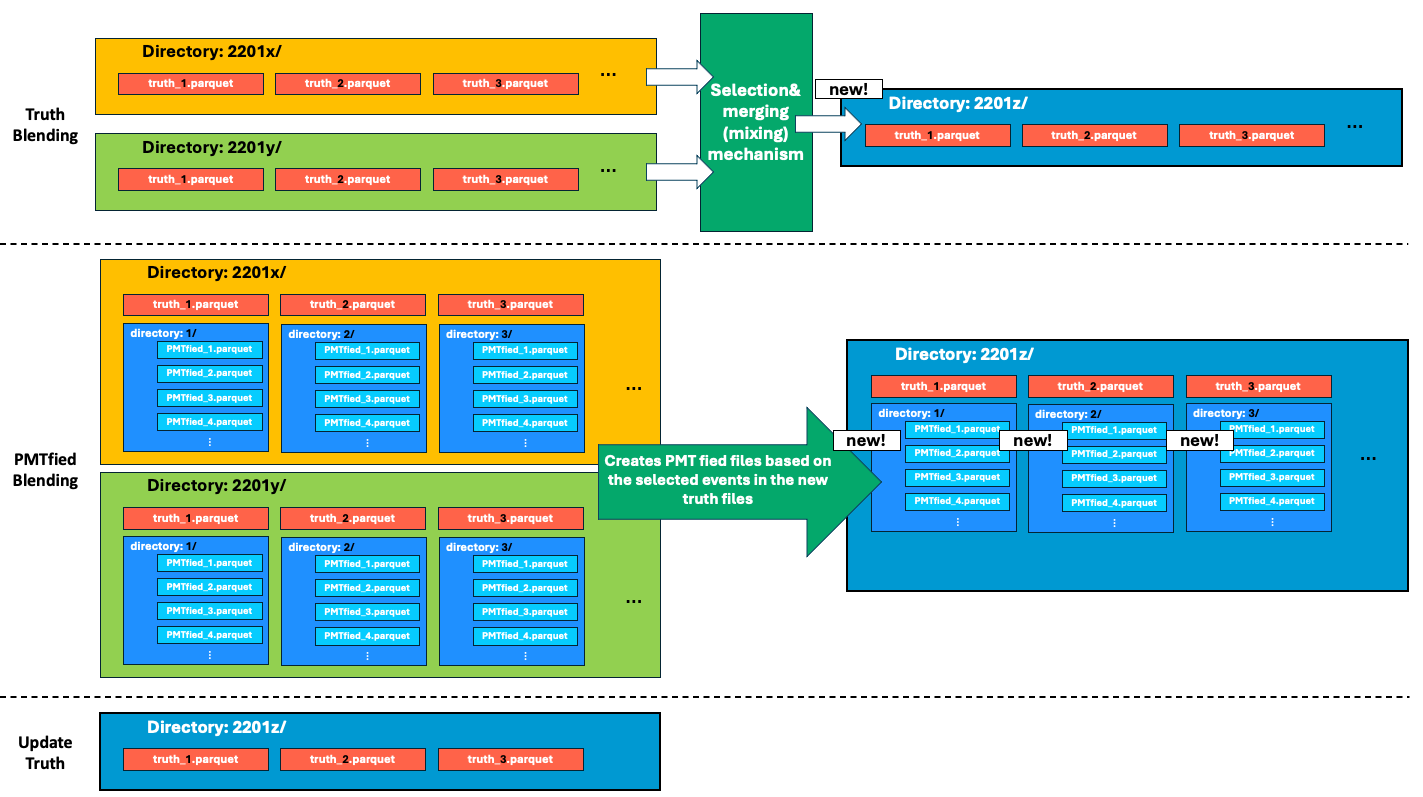 Truth
Blending
Directory: 2201x/
truth_1.parquet
truth_2.parquet
truth_3.parquet
...
Directory: 2201y/
truth_1.parquet
truth_2.parquet
truth_3.parquet
...
Selection&
merging
(mixing)
mechanism
new!
Directory: 2201z/
truth_1.parquet
truth_2.parquet
truth_3.parquet
...
PMTfied
Blending
Directory: 2201x/
truth_1.parquet
truth_2.parquet
truth_3.parquet
directory: 1/
PMTfied_1.parquet
PMTfied_2.parquet
PMTfied_3.parquet
PMTfied_4.parquet
⋮
directory: 2/
PMTfied_1.parquet
PMTfied_2.parquet
PMTfied_3.parquet
PMTfied_4.parquet
⋮
directory: 3/
PMTfied_1.parquet
PMTfied_2.parquet
PMTfied_3.parquet
PMTfied_4.parquet
⋮
...
Directory: 2201y/
truth_1.parquet
truth_2.parquet
truth_3.parquet
directory: 1/
PMTfied_1.parquet
PMTfied_2.parquet
PMTfied_3.parquet
PMTfied_4.parquet
⋮
directory: 2/
PMTfied_1.parquet
PMTfied_2.parquet
PMTfied_3.parquet
PMTfied_4.parquet
⋮
directory: 3/
PMTfied_1.parquet
PMTfied_2.parquet
PMTfied_3.parquet
PMTfied_4.parquet
⋮
...
Creates PMT fied files based on
the selected events in the new
truth files
Directory: 2201z/
truth_1.parquet
truth_2.parquet
truth_3.parquet
new!
directory: 1/
PMTfied_1.parquet
PMTfied_2.parquet
PMTfied_3.parquet
PMTfied_4.parquet
⋮
new!
directory: 2/
PMTfied_1.parquet
PMTfied_2.parquet
PMTfied_3.parquet
PMTfied_4.parquet
⋮
new!
directory: 3/
PMTfied_1.parquet
PMTfied_2.parquet
PMTfied_3.parquet
PMTfied_4.parquet
⋮
...
Update
Truth
Directory: 2201z/
truth_1.parquet
truth_2.parquet
truth_3.parquet